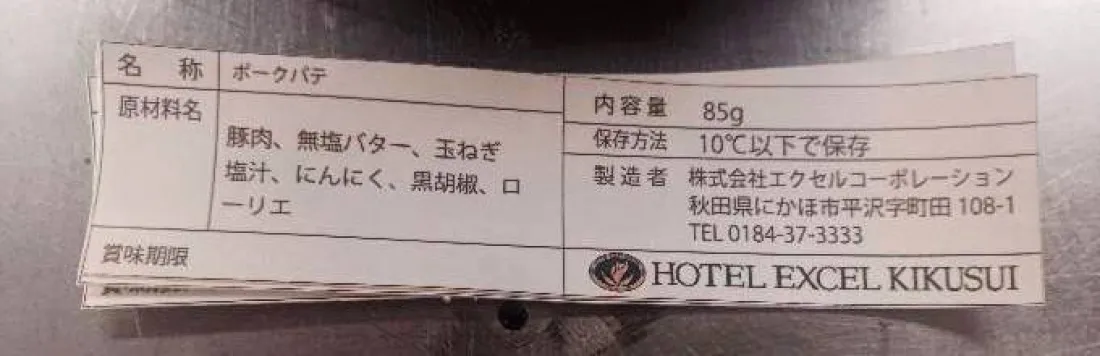 名 称 ポークパテ
原材料名
豚肉、無塩バター、玉ねぎ
塩汁、にんにく、黒胡椒、ロ
ーリエ
賞味期限
内容量 85g
保存方法 10℃以下で保存
製造者 株式会社エクセルコーポレーション
秋田県にかほ市平沢字町田 108-1
TEL 0184-37-3333
HOTEL EXCEL KIKUSUI